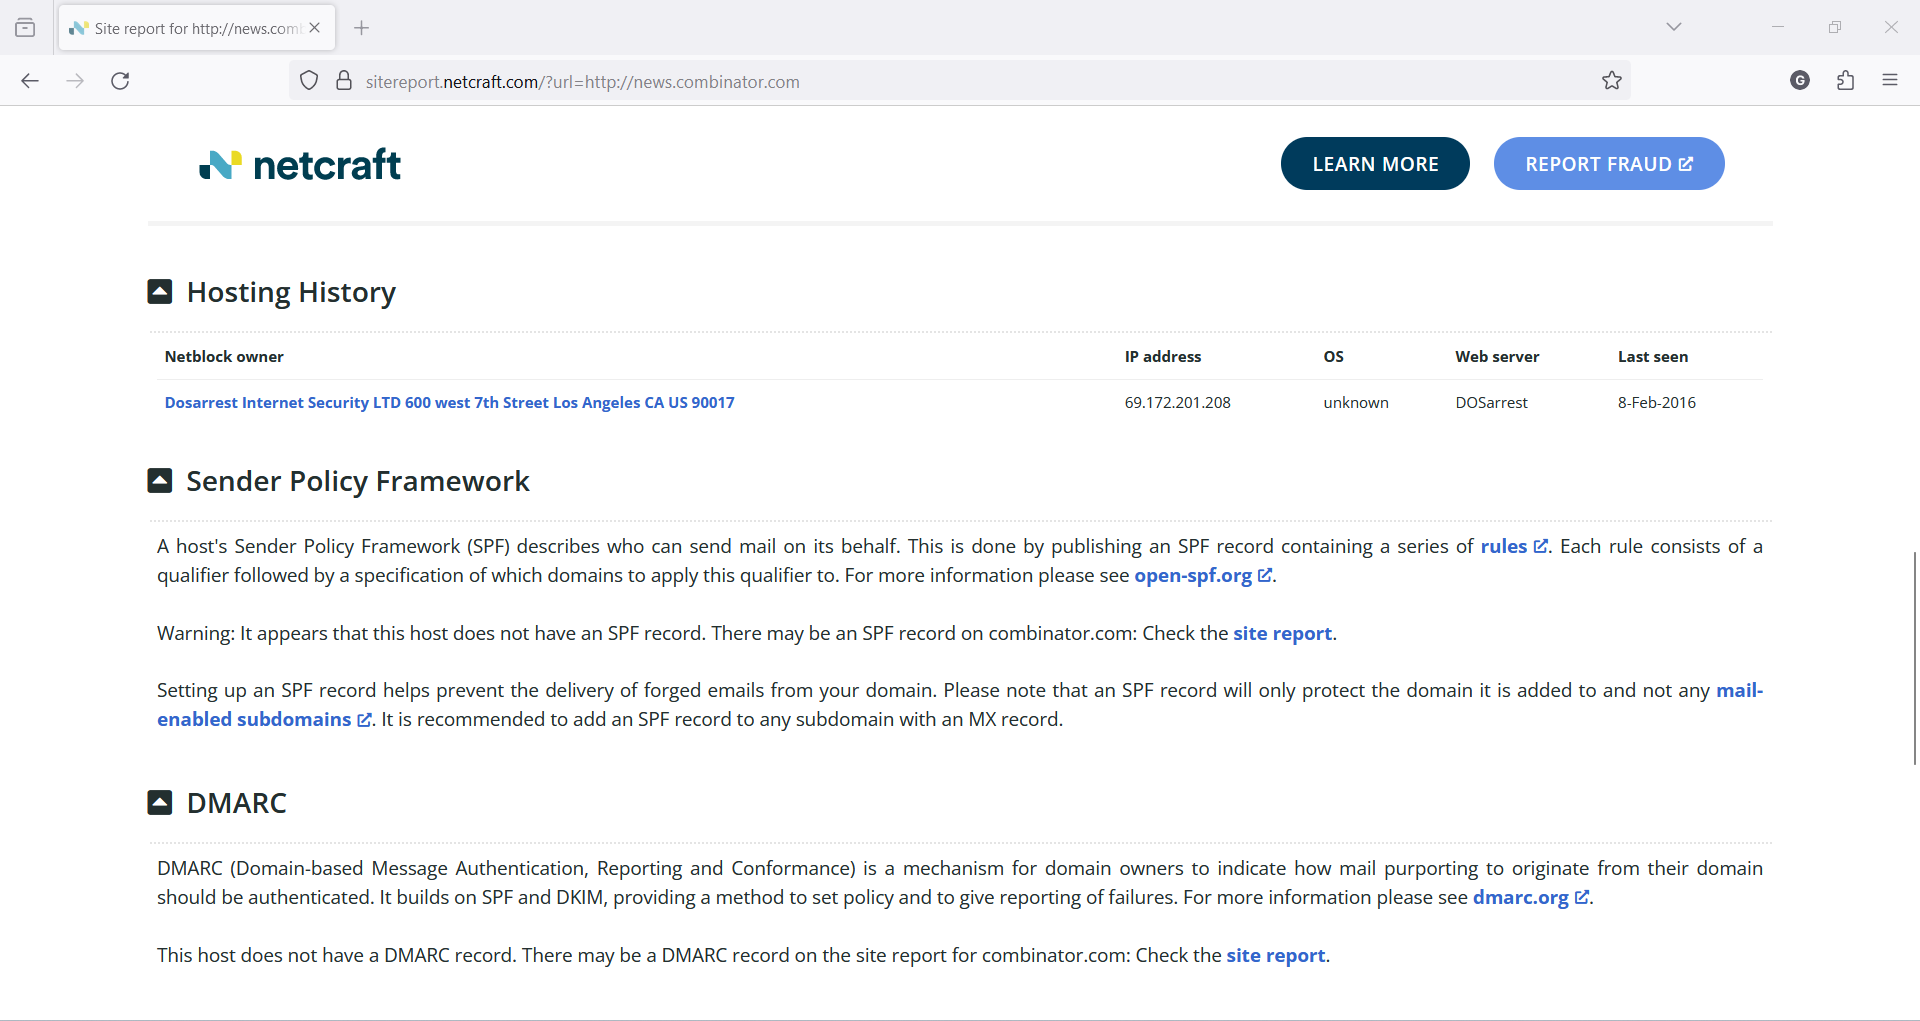 Site report for http://news.com
sitereport.netcraft.com/?url=http://news.combinator.com
G
netcraft
LEARN MORE
REPORT FRAUD
Hosting History
Netblock owner IP address OS Web server Last seen
Dosarrest Internet Security LTD 600 west 7th Street Los Angeles CA US 90017 69.172.201.208 unknown DOSarrest 8-Feb-2016
Sender Policy Framework
A host's Sender Policy Framework (SPF) describes who can send mail on its behalf. This is done by publishing an SPF record containing a series of rules. Each rule consists of a
qualifier followed by a specification of which domains to apply this qualifier to. For more information please see open-spf.org.
Warning: It appears that this host does not have an SPF record. There may be an SPF record on combinator.com: Check the site report.
Setting up an SPF record helps prevent the delivery of forged emails from your domain. Please note that an SPF record will only protect the domain it is added to and not any mail-
enabled subdomains. It is recommended to add an SPF record to any subdomain with an MX record.
DMARC
DMARC (Domain-based Message Authentication, Reporting and Conformance) is a mechanism for domain owners to indicate how mail purporting to originate from their domain
should be authenticated. It builds on SPF and DKIM, providing a method to set policy and to give reporting of failures. For more information please see dmarc.org.
This host does not have a DMARC record. There may be a DMARC record on the site report for combinator.com: Check the site report.